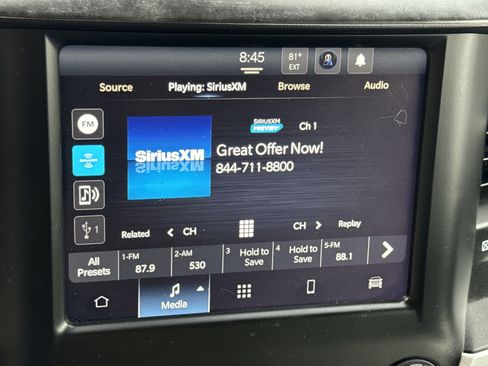 8:45
81°
EXT
Source Playing: SiriusXM Browse Audio
FM
SIRIUSXM
PREVIEW
Ch 1
SiriusXM
Great Offer Now!
844-711-8800
1
Related CH CH Replay
All
Presets
1-FM
87.9
2-AM
530
3 Hold to
Save
4 Hold to
Save
5-FM
88.1
Media